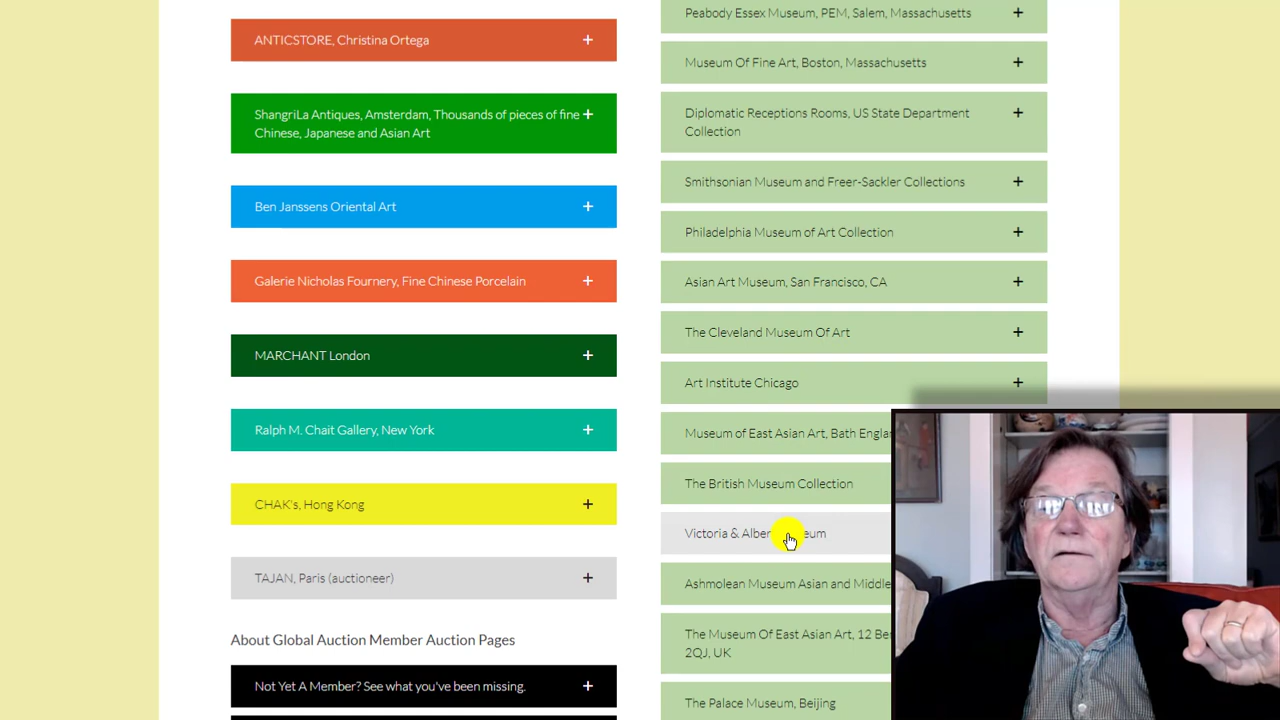 ANTICSTORE, Christina Ortega
ShangriLa Antiques, Amsterdam, Thousands of pieces of fine
Chinese, Japanese and Asian Art
Ben Janssens Oriental Art
Galerie Nicholas Fournery, Fine Chinese Porcelain
MARCHANT London
Ralph M. Chait Gallery, New York
CHAK's, Hong Kong
TAJAN, Paris (auctioneer)
About Global Auction Member Auction Pages
Not Yet A Member? See what you've been missing.
Peabody Essex Museum, PEM, Salem, Massachusetts
Museum Of Fine Art, Boston, Massachusetts
Diplomatic Receptions Rooms, US State Department
Collection
Smithsonian Museum and Freer-Sackler Collections
Philadelphia Museum of Art Collection
Asian Art Museum, San Francisco, CA
The Cleveland Museum Of Art
Art Institute Chicago
Museum of East Asian Art, Bath
The British Museum Collection
Victoria &
Ashmolean Museum Asian and Middle
The Museum Of East Asian Art, 12
2QJ, UK
The Palace Museum, Beijing